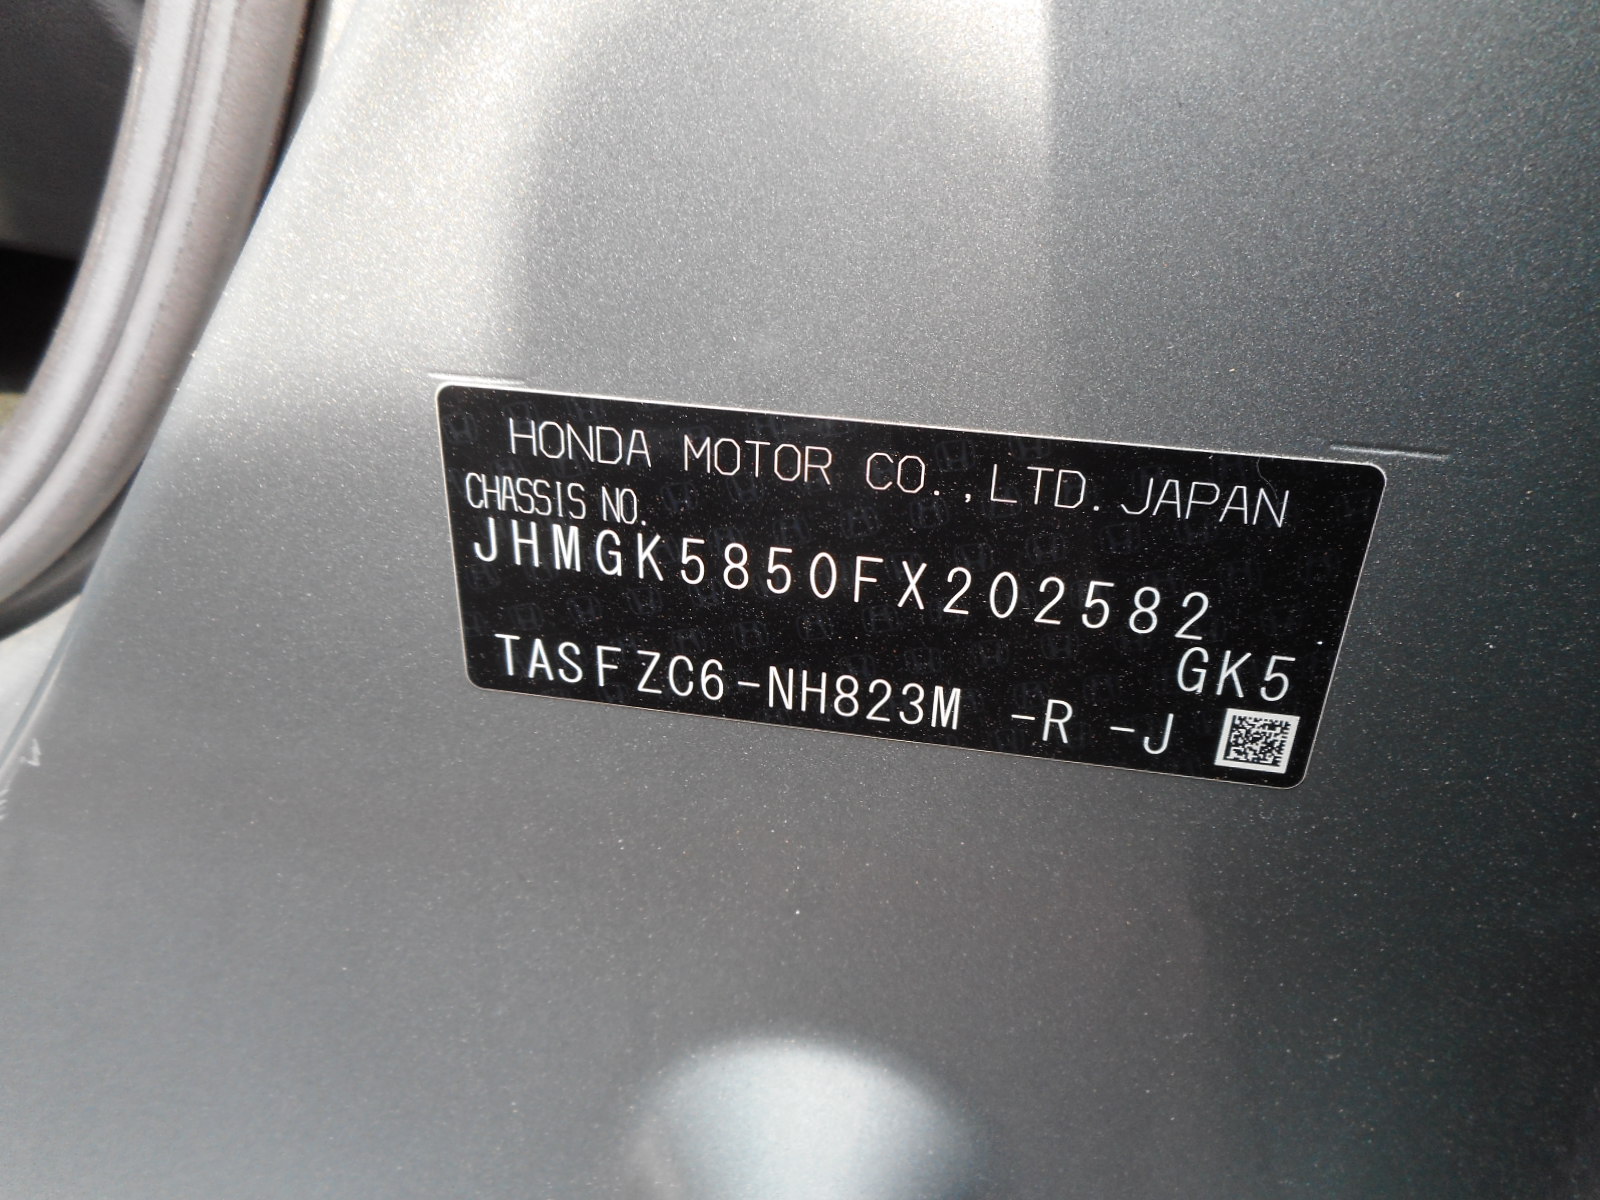 HONDA MOTOR CO.,LTD. JAPAN
CHASSIS NO.
JHMGK5850FX202582
GK5
TASFZC6-NH823M -R -J